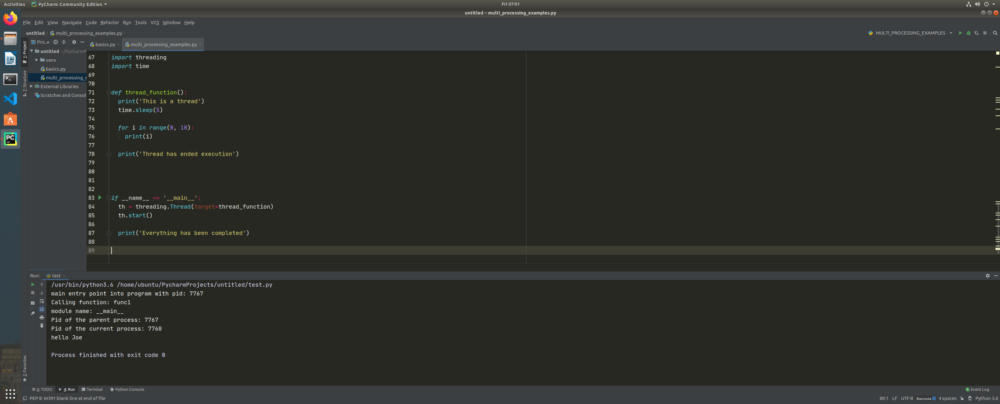 Activities PyCharm Community Edition Fri 07:01
untitled – multi_processing_examples.py
File Edit View Navigate Code Refactor Run Tools VCS Window Help
untitled multi_processing_examples.py MULTI_PROCESSING_EXAMPLES
Pro.. basics.py multi_processing_examples.py
1: Project
7: Structure
2: Favorites
untitled ~/PycharmP
venv
basics.py
multi_processing_e
External Libraries
Scratches and Consol
67 import threading
68 import time
69
70
71 def thread_function():
72 print('This is a thread')
73 time.sleep(5)
74
75 for i in range(0, 10):
76 print(i)
77
78 print('Thread has ended execution')
79
80
81
82
83 if __name__ == '__main__':
84 th = threading.Thread(target=thread_function)
85 th.start()
86
87 print('Everything has been completed')
88
89
Run: test
/usr/bin/python3.6 /home/ubuntu/PycharmProjects/untitled/test.py
main entry point into program with pid: 7767
Calling function: func1
module name: __main__
Pid of the parent process: 7767
Pid of the current process: 7768
hello Joe
Process finished with exit code 0
6: TODO 4: Run Terminal Python Console 1 Event Log
PEP 8: W391 blank line at end of file 89:1 LF UTF-8 Darcula 4 spaces Python 3.6